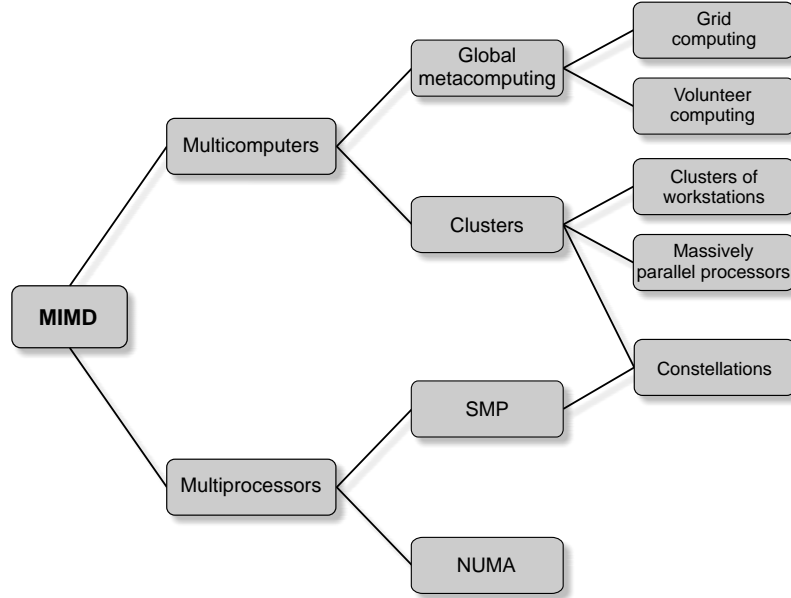 Grid
computing
Global
metacomputing
Volunteer
computing
Multicomputers
Clusters of
workstations
Clusters
Massively
parallel processors
MIMD
Constellations
SMP
Multiprocessors
NUMA